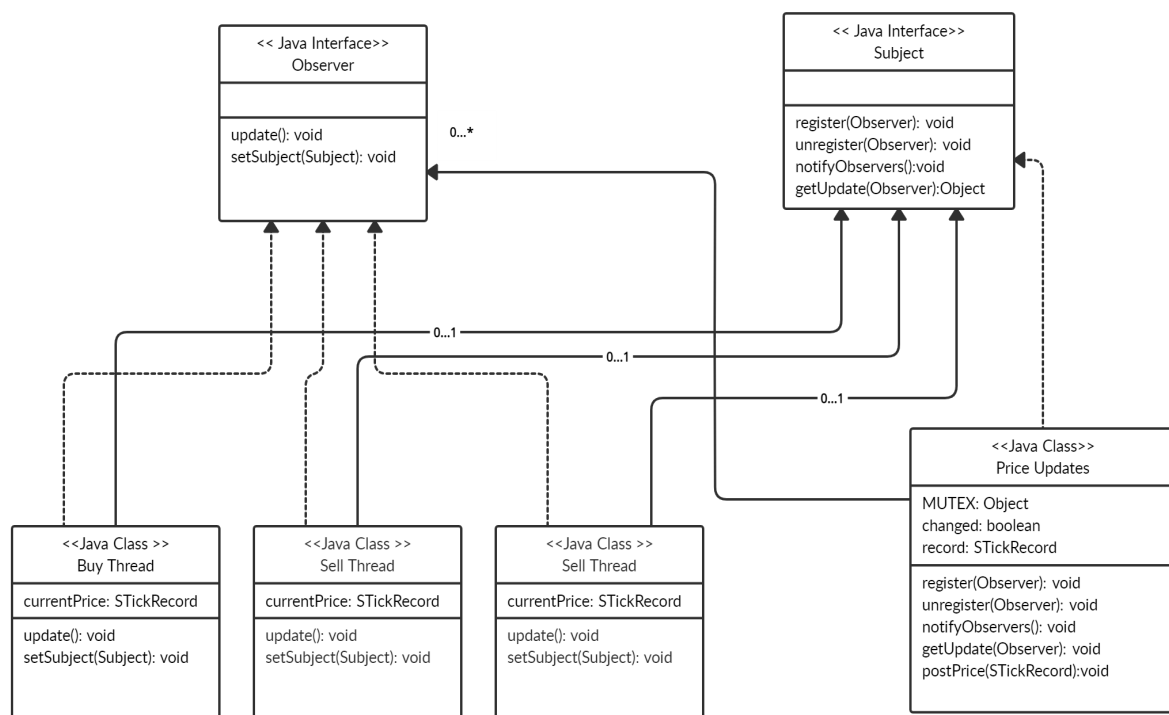 << Java Interface>>
Observer
update(): void
setSubject(Subject): void
0...*
<< Java Interface>>
Subject
register(Observer): void
unregister(Observer): void
notifyObservers():void
getUpdate(Observer):Object
0...1
0...1
0...1
<<Java Class>>
Price Updates
MUTEX: Object
changed: boolean
record: STickRecord
register(Observer): void
unregister(Observer): void
notifyObservers(): void
getUpdate(Observer): void
postPrice(STickRecord):void
<<Java Class >>
Buy Thread
currentPrice: STickRecord
update(): void
setSubject(Subject): void
<<Java Class >>
Sell Thread
currentPrice: STickRecord
update(): void
setSubject(Subject): void
<<Java Class >>
Sell Thread
currentPrice: STickRecord
update(): void
setSubject(Subject): void